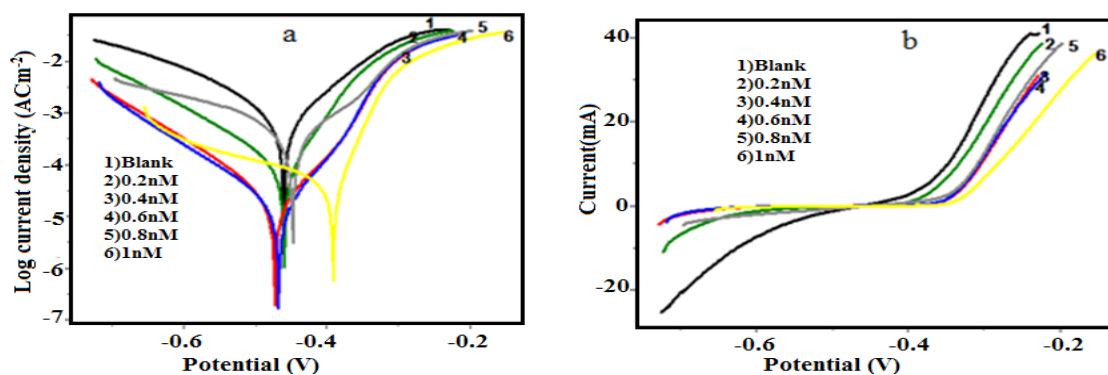 a
1
2
3
4
5
6
Log current density (ACm-2)
-2
-3
-4
-5
-6
-7
1)Blank
2)0.2nM
3)0.4nM
4)0.6nM
5)0.8nM
6)1nM
-0.6
-0.4
-0.2
Potential (V)
b
1
2
5
6
3
4
Current(mA)
40
20
0
-20
1)Blank
2)0.2nM
3)0.4nM
4)0.6nM
5)0.8nM
6)1nM
-0.6
-0.4
-0.2
Potential (V)